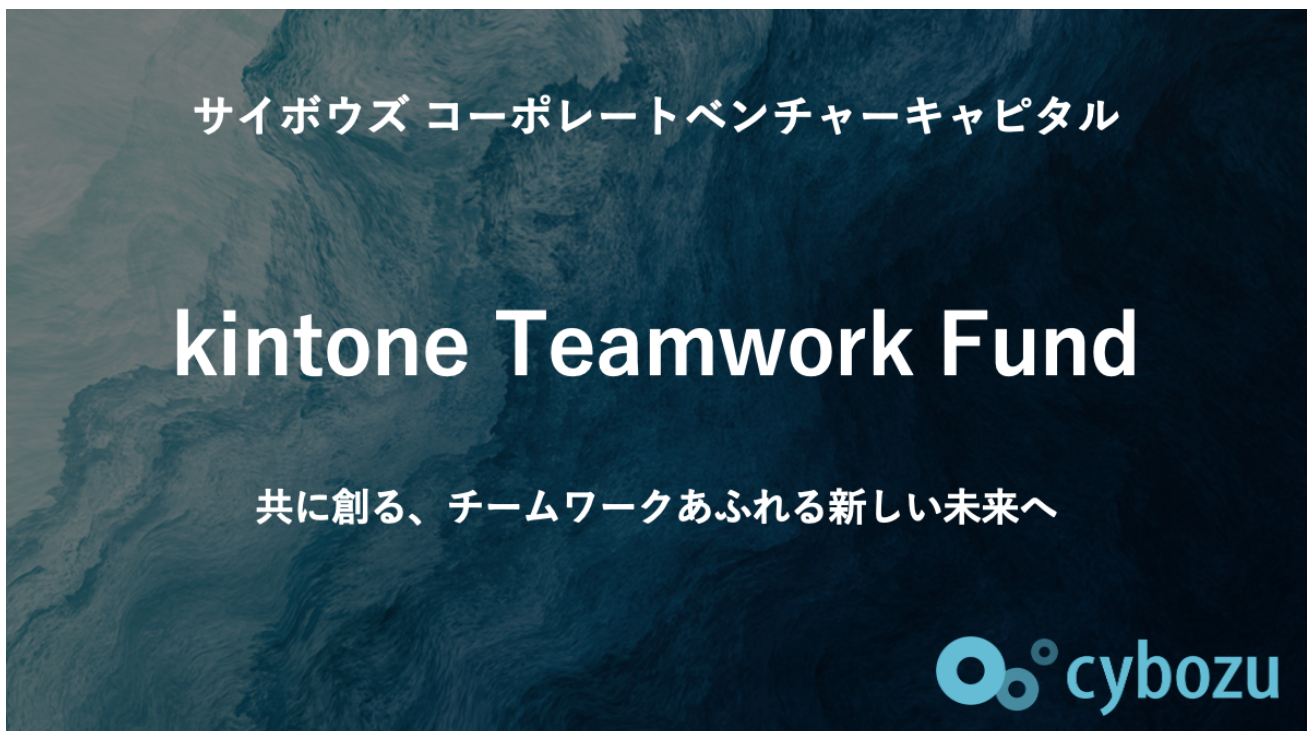 サイボウズ コーポレートベンチャーキャピタル
kintone Teamwork Fund
共に創る、チームワークあふれる新しい未来へ
cybozu